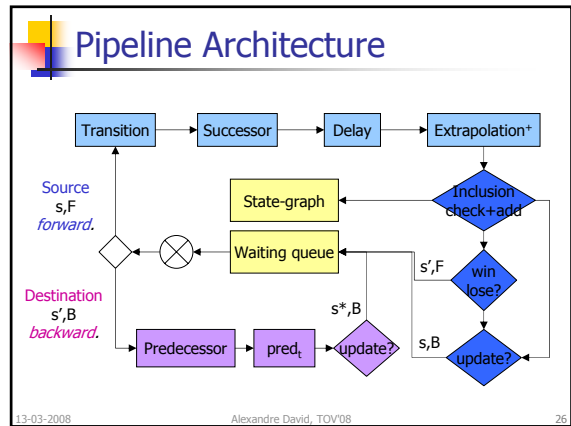 Pipeline Architecture
Transition
Successor
Delay
Extrapolation+
Source
s,F
forward.
State-graph
Inclusion
check+add
Waiting queue
s',F
win
lose?
Destination
s',B
backward.
s*,B
s,B
Predecessor
predt
update?
update?
13-03-2008
Alexandre David, TOV'08
26